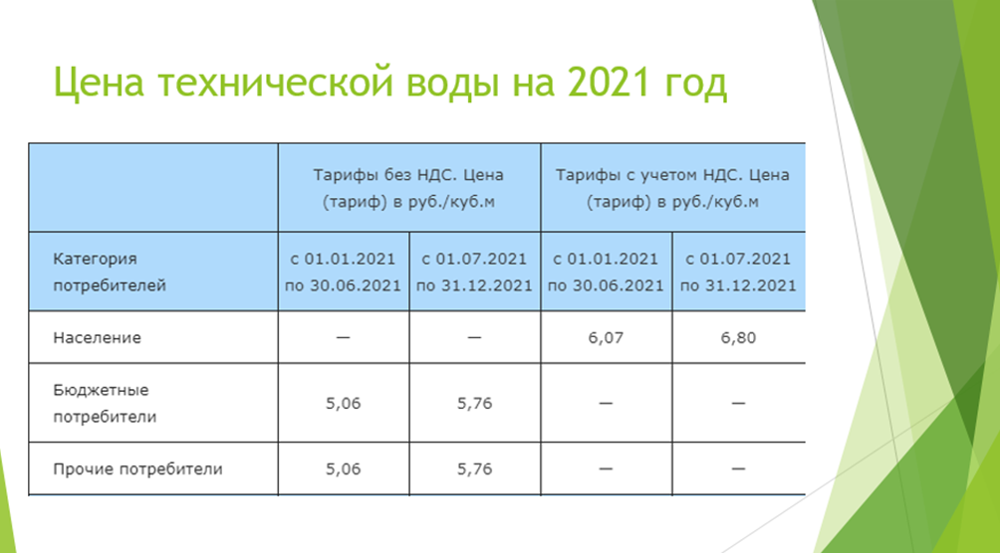 Цена технической воды на 2021 год
Тарифы без НДС. Цена
(тариф) в руб./куб.м
Тарифы с учетом НДС. Цена
(тариф) в руб./куб.м
Категория
потребителей
с 01.01.2021
по 30.06.2021
с 01.07.2021
по 31.12.2021
с 01.01.2021
по 30.06.2021
с 01.07.2021
по 31.12.2021
Население
—
—
6,07
6,80
Бюджетные
потребители
5,06
5,76
—
—
Прочие потребители
5,06
5,76
—
—